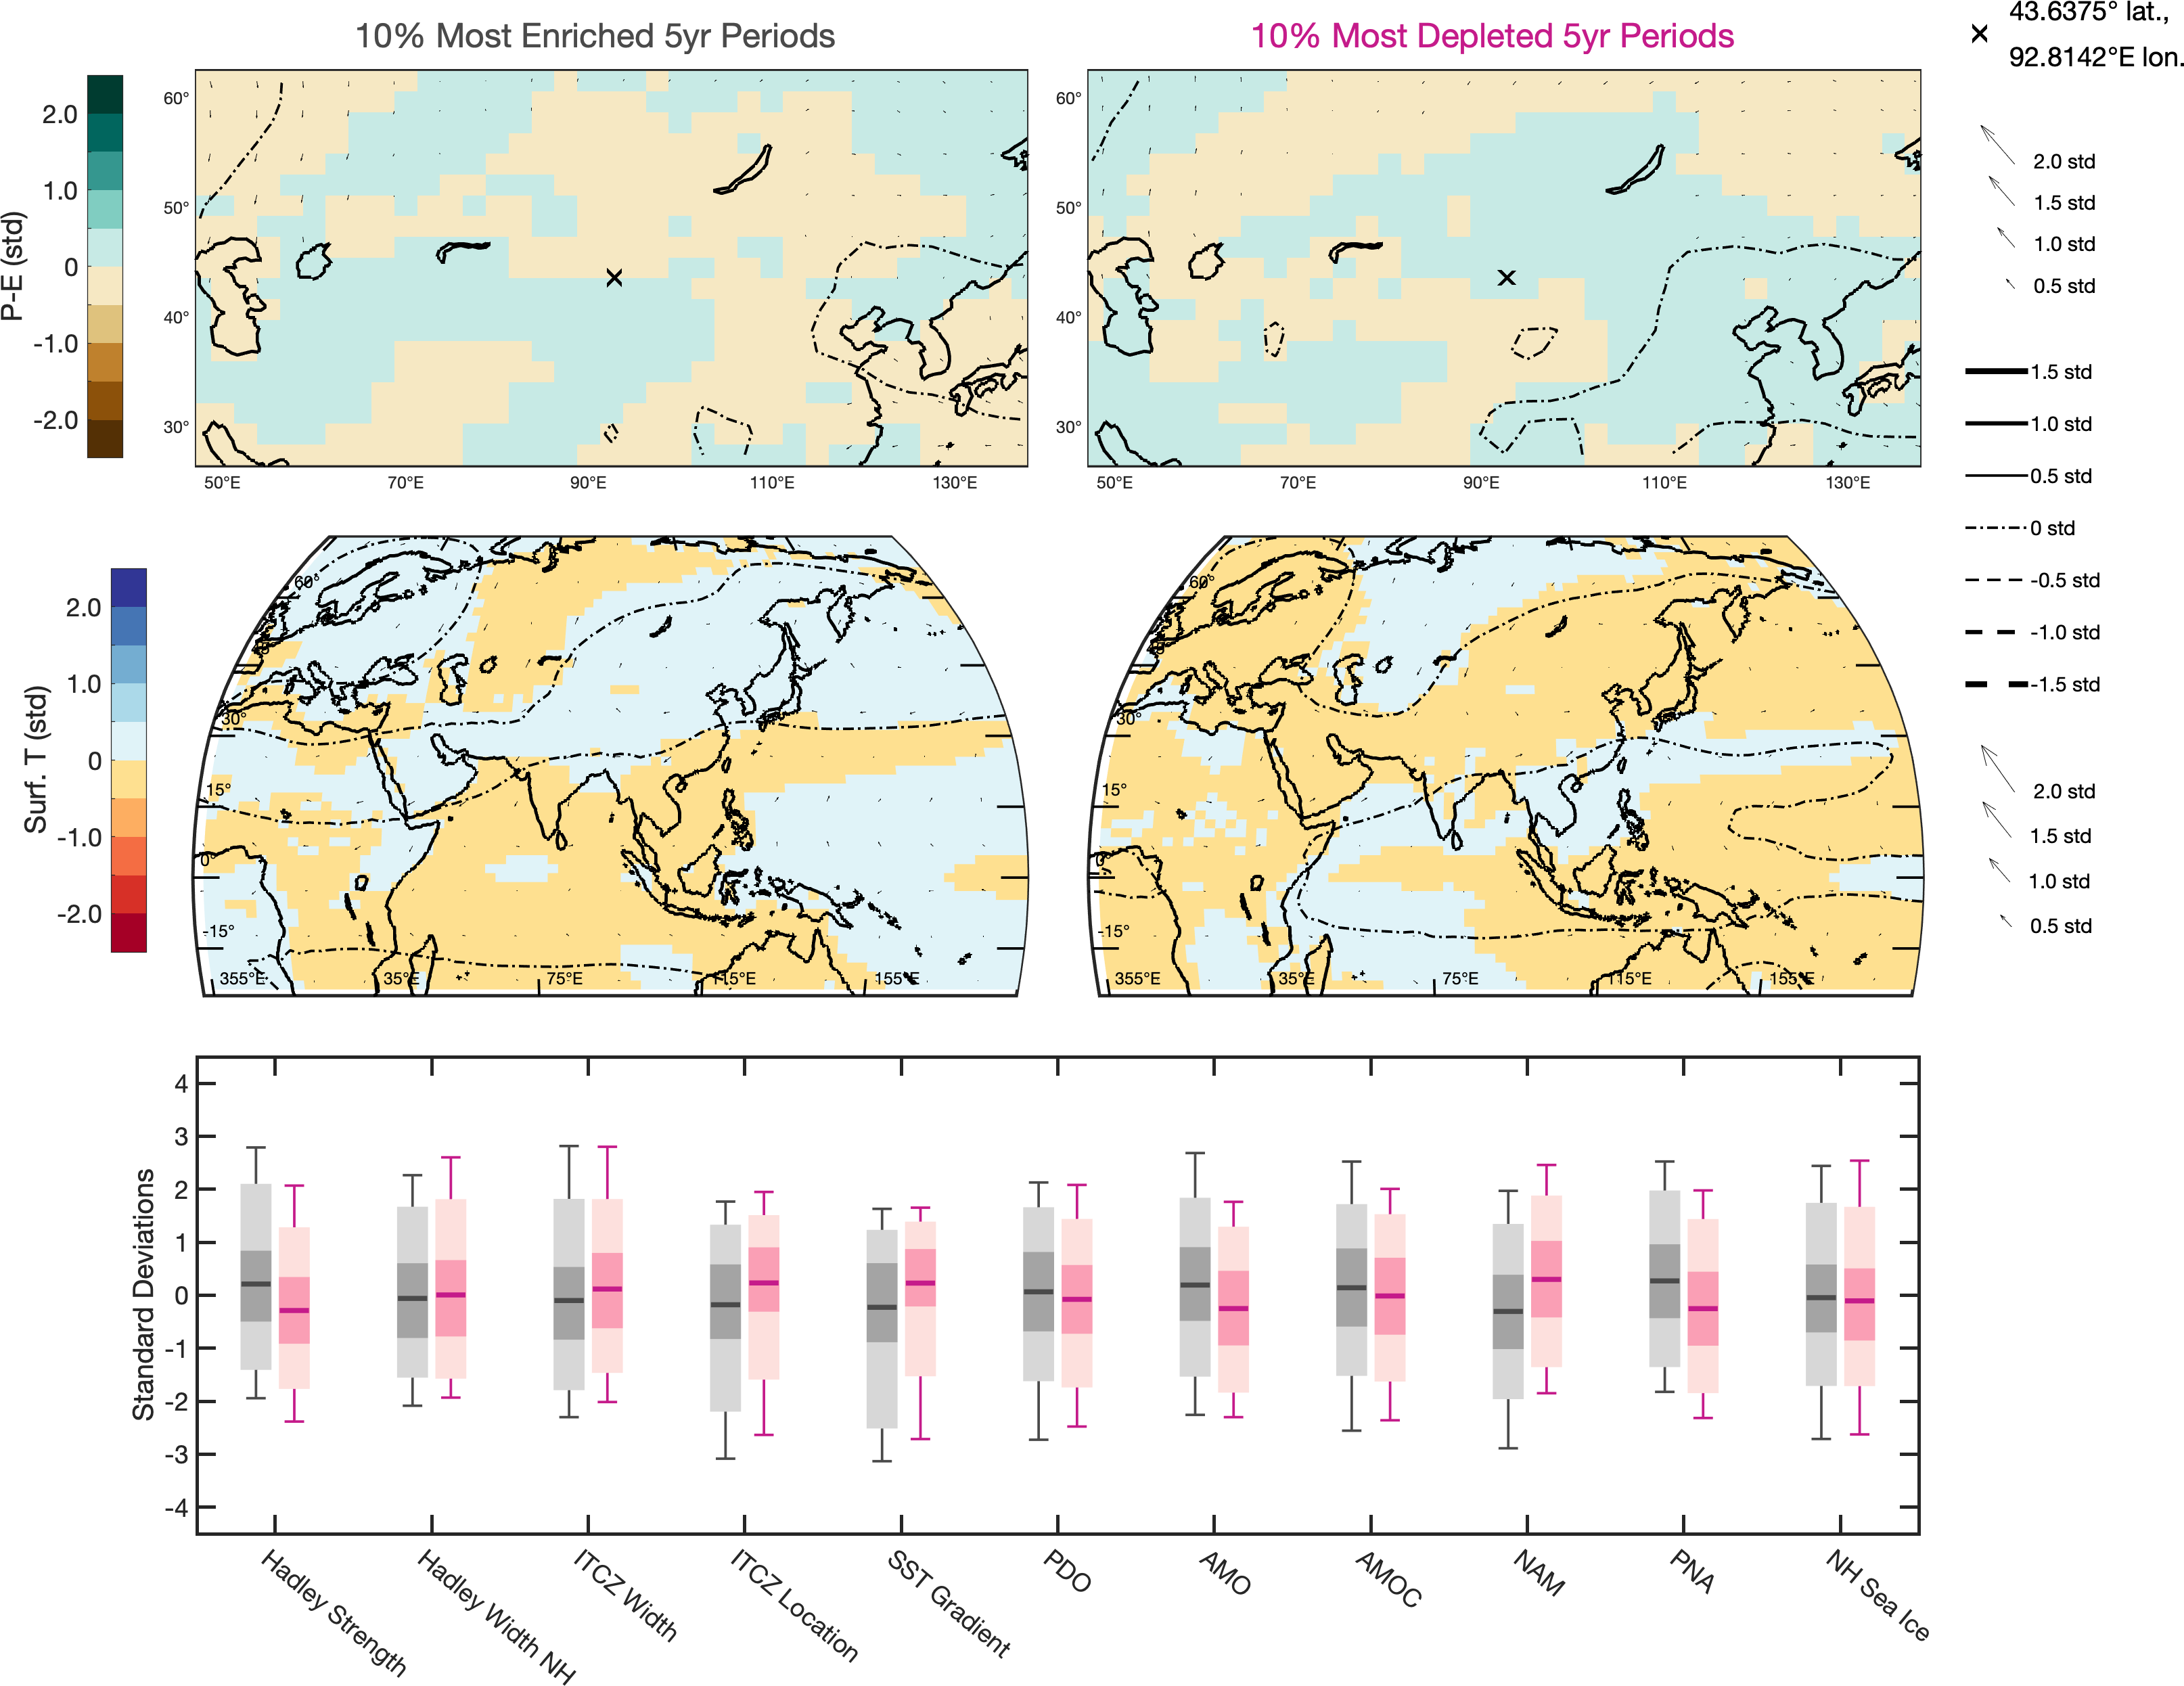 10% Most Enriched 5yr Periods
10% Most Depleted 5yr Periods
43.6375° lat.,
92.8142°E lon.
P-E (std)
2.0
1.0
0
-1.0
-2.0
60°
50°
40°
30°
50°E
70°E
90°E
110°E
130°E
60°
50°
40°
30°
50°E
70°E
90°E
110°E
130°E
2.0 std
1.5 std
1.0 std
0.5 std
1.5 std
1.0 std
0.5 std
0 std
-0.5 std
-1.0 std
-1.5 std
Surf. T (std)
2.0
1.0
0
-1.0
-2.0
60°
30°
15°
0°
-15°
355°E
35°E
75°E
115°E
155°E
60°
30°
15°
0°
-15°
355°E
35°E
75°E
115°E
155°E
2.0 std
1.5 std
1.0 std
0.5 std
Standard Deviations
4
3
2
1
0
-1
-2
-3
-4
Hadley Strength
Hadley Width NH
ITCZ Width
ITCZ Location
SST Gradient
PDO
AMO
AMOC
NAM
PNA
NH Sea Ice